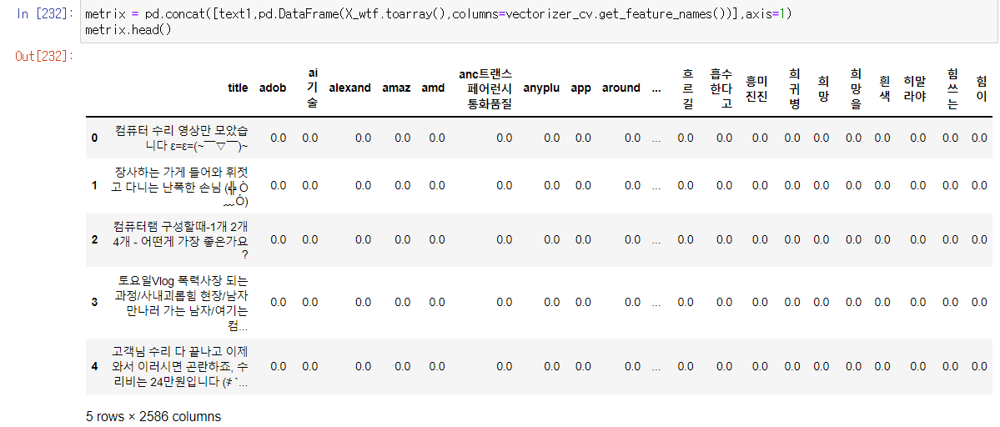 In [232]:
metrix = pd.concat([text1,pd.DataFrame(X_wtf.toarray(),columns=vectorizer_cv.get_feature_names())],axis=1)
metrix.head()
Out[232]:
title adob ai기술 alexand amaz amd anc트랜스페어런시통화품질 anyplu app around ... 흐르길 흡수한다고 흥미진진 희귀병 희망 희망을 흰색 히말라야 힘쓰는 힘이
0 컴퓨터 수리 영상만 모았습 0.0 0.0 0.0 0.0 0.0 0.0 0.0 0.0 0.0 ... 0.0 0.0 0.0 0.0 0.0 0.0 0.0 0.0 0.0 0.0
니다 ε=ε=(~￣▽￣)~
1 장사하는 가게 들어와 휘젓 0.0 0.0 0.0 0.0 0.0 0.0 0.0 0.0 0.0 ... 0.0 0.0 0.0 0.0 0.0 0.0 0.0 0.0 0.0 0.0
고 다니는 난폭한 손님 (╬ Ò
﹏Ó)
2 컴퓨터램 구성할때-1개 2개 0.0 0.0 0.0 0.0 0.0 0.0 0.0 0.0 0.0 ... 0.0 0.0 0.0 0.0 0.0 0.0 0.0 0.0 0.0 0.0
4개 - 어떤게 가장 좋은가요
?
3 토요일Vlog 폭력사장 되는 0.0 0.0 0.0 0.0 0.0 0.0 0.0 0.0 0.0 ... 0.0 0.0 0.0 0.0 0.0 0.0 0.0 0.0 0.0 0.0
과정/사내괴롭힘 현장/남자
만나러 가는 남자/여기는
컴...
4 고객님 수리 다 끝나고 이제 0.0 0.0 0.0 0.0 0.0 0.0 0.0 0.0 0.0 ... 0.0 0.0 0.0 0.0 0.0 0.0 0.0 0.0 0.0 0.0
와서 이러시면 곤란하죠, 수
리비는 24만원입니다 (҂`...
5 rows × 2586 columns